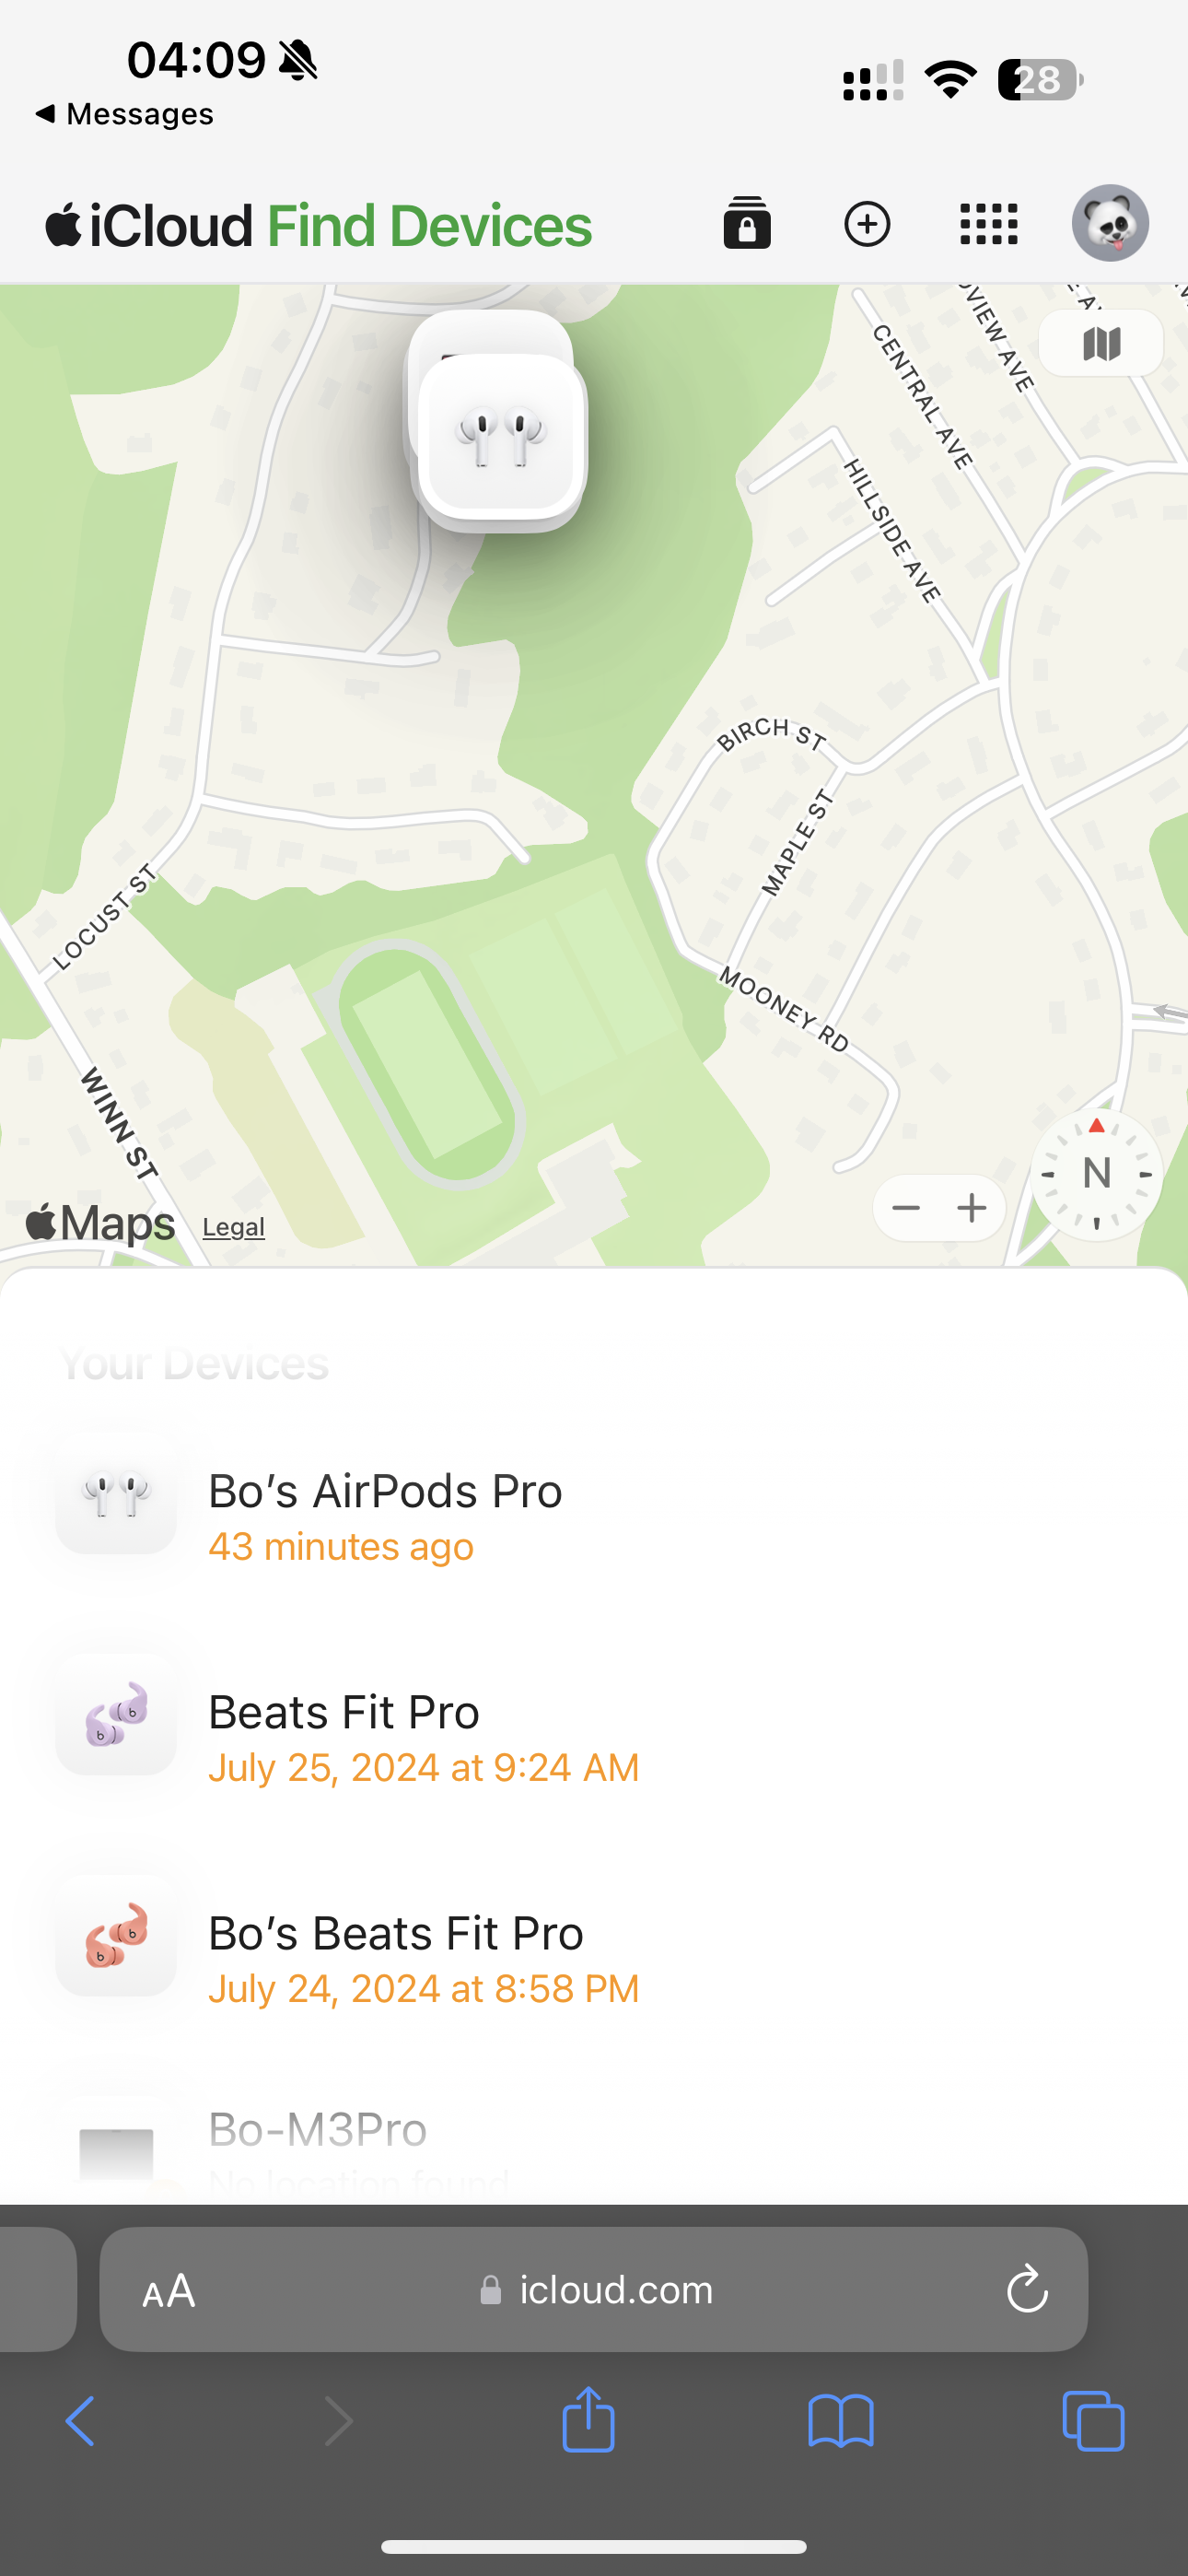 04:09
28
Messages
iCloud Find Devices
VIEW AVE
CENTRAL AVE
HILLSIDE AVE
BIRCH ST
MAPLE ST
LOCUST ST
MOONEY RD
WINN ST
N
Maps Legal
Your Devices
Bo’s AirPods Pro
43 minutes ago
Beats Fit Pro
July 25, 2024 at 9:24 AM
Bo’s Beats Fit Pro
July 24, 2024 at 8:58 PM
Bo-M3Pro
No location found
AA
icloud.com